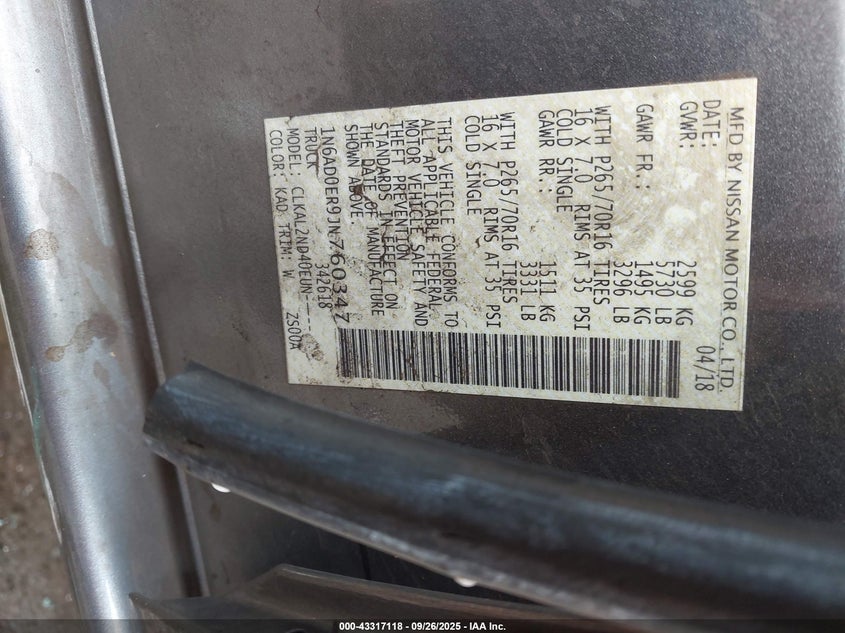 MFD BY NISSAN MOTOR CO., LTD.
DATE: 04/18
GVWR: 2599 KG
5730 LB
GAWR FR.: 1495 KG
3296 LB
WITH P265/70R16 TIRES
16 X 7.0 RIMS AT 35 PSI
COLD SINGLE
GAWR RR.: 1511 KG
3331 LB
WITH P265/70R16 TIRES
16 X 7.0 RIMS AT 35 PSI
COLD SINGLE
THIS VEHICLE CONFORMS TO
ALL APPLICABLE FEDERAL
MOTOR VEHICLE SAFETY AND
THEFT PREVENTION
STANDARDS IN EFFECT ON
THE DATE OF MANUFACTURE
SHOWN ABOVE.
1N6AD0ER9JN760347
TRUCK 342618
MODEL: CLKAL2ND40EUN-----
COLOR: KAD TRIM: W ZS00A
000-43317118 - 09/26/2025 - IAA Inc.